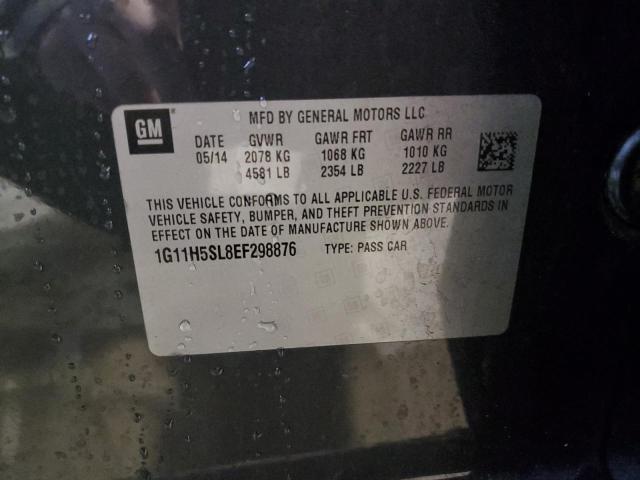 GM
MFD BY GENERAL MOTORS LLC
DATE GVWR GAWR FRT GAWR RR
05/14 2078 KG 1068 KG 1010 KG
4581 LB 2354 LB 2227 LB
THIS VEHICLE CONFORMS TO ALL APPLICABLE U.S. FEDERAL MOTOR
VEHICLE SAFETY, BUMPER, AND THEFT PREVENTION STANDARDS IN
EFFECT ON THE DATE OF MANUFACTURE SHOWN ABOVE.
1G11H5SL8EF298876 TYPE: PASS CAR